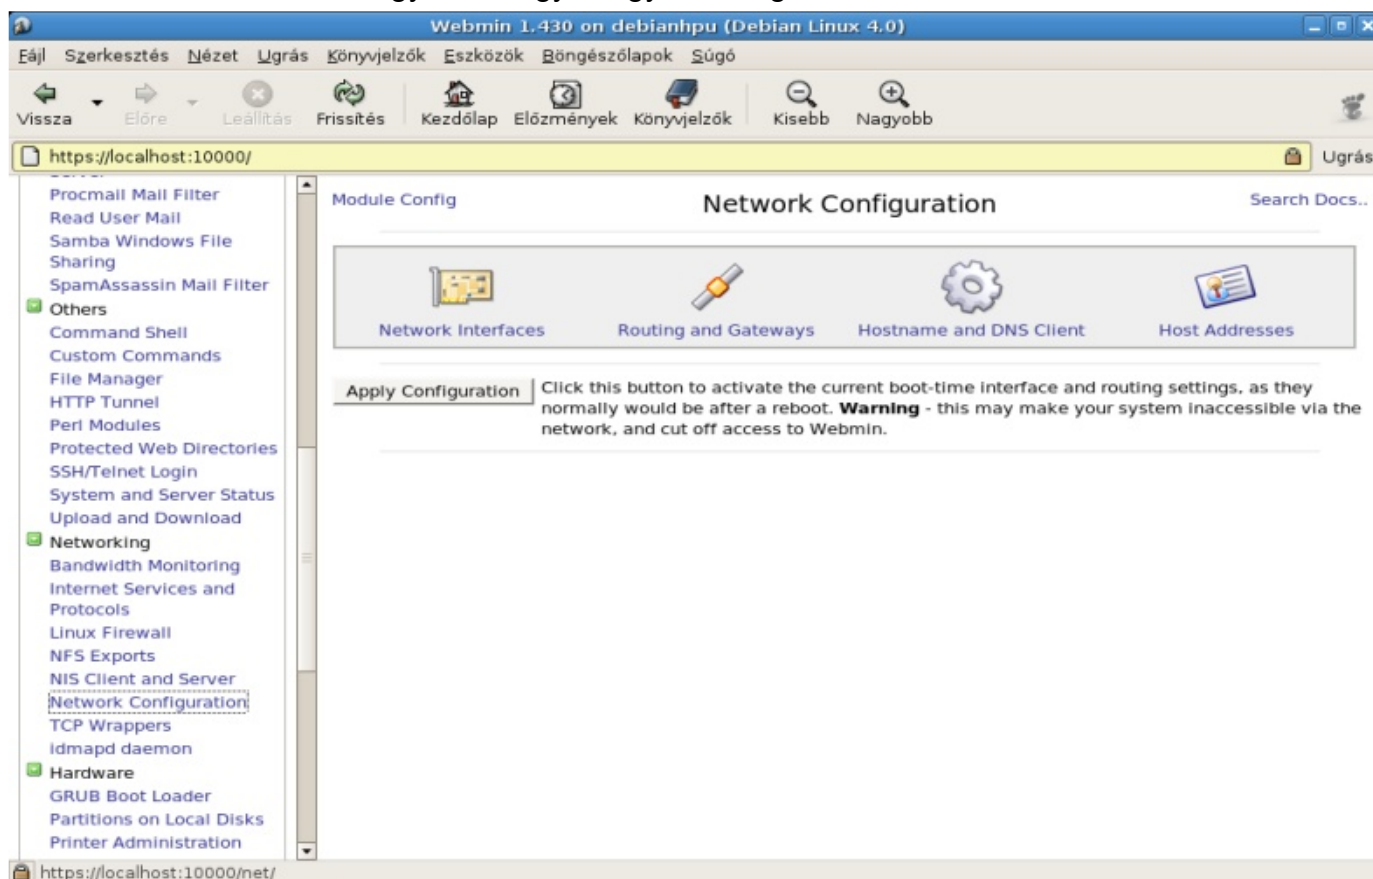 Webmin 1.430 on debianhpu (Debian Linux 4.0)
Fájl Szerkesztés Nézet Ugrás Könyvjelzők Eszközök Böngészőlapok Súgó
Vissza Előre Leállítás Frissítés Kezdőlap Előzmények Könyvjelzők Kisebb Nagyobb
https://localhost:10000/ Ugrás
Procmail Mail Filter
Read User Mail
Samba Windows File
Sharing
SpamAssassin Mail Filter
Others
Command Shell
Custom Commands
File Manager
HTTP Tunnel
Perl Modules
Protected Web Directories
SSH/Telnet Login
System and Server Status
Upload and Download
Networking
Bandwidth Monitoring
Internet Services and
Protocols
Linux Firewall
NFS Exports
NIS Client and Server
Network Configuration
TCP Wrappers
idmapd daemon
Hardware
GRUB Boot Loader
Partitions on Local Disks
Printer Administration
Module Config Network Configuration Search Docs..
Network Interfaces Routing and Gateways Hostname and DNS Client Host Addresses
Apply Configuration
Click this button to activate the current boot-time interface and routing settings, as they
normally would be after a reboot. Warning - this may make your system inaccessible via the
network, and cut off access to Webmin.
https://localhost:10000/net/